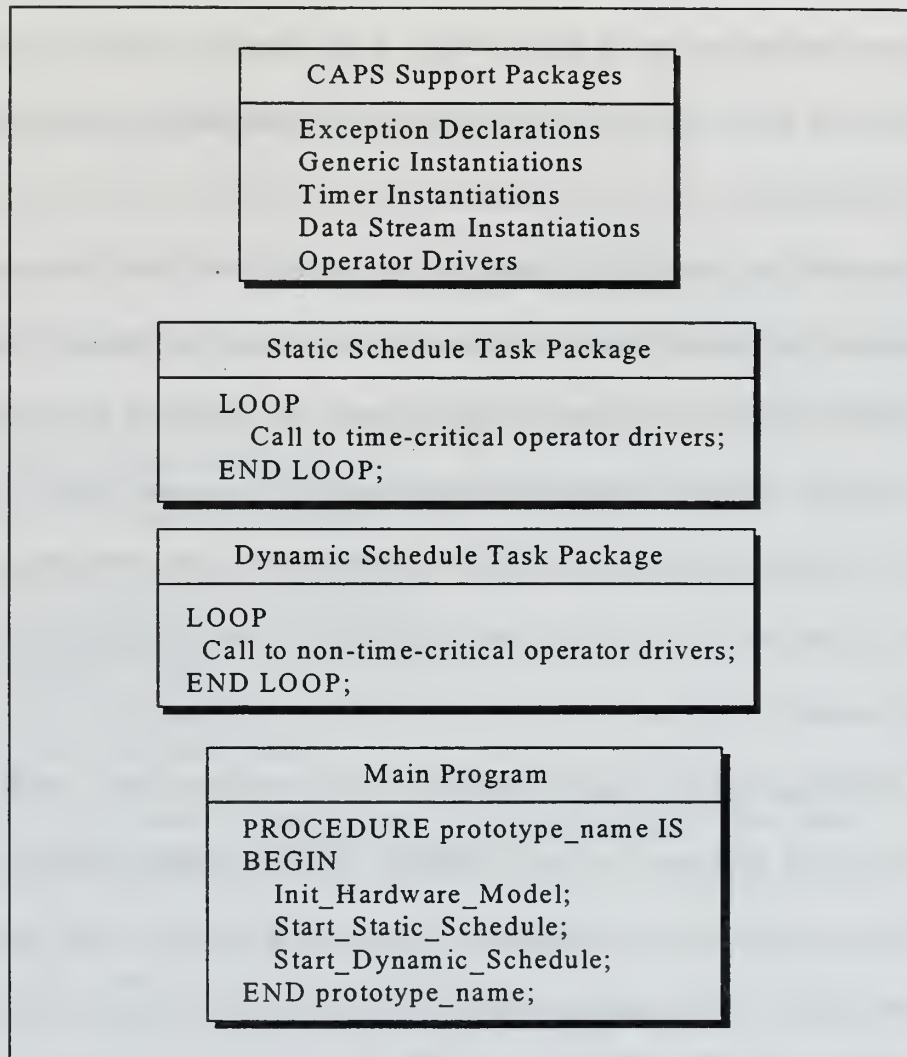 CAPS Support Packages
Exception Declarations
Generic Instantiations
Timer Instantiations
Data Stream Instantiations
Operator Drivers
Static Schedule Task Package
LOOP
Call to time-critical operator drivers;
END LOOP;
Dynamic Schedule Task Package
LOOP
Call to non-time-critical operator drivers;
END LOOP;
Main Program
PROCEDURE prototype_name IS
BEGIN
Init_Hardware_Model;
Start_Static_Schedule;
Start_Dynamic_Schedule;
END prototype_name;